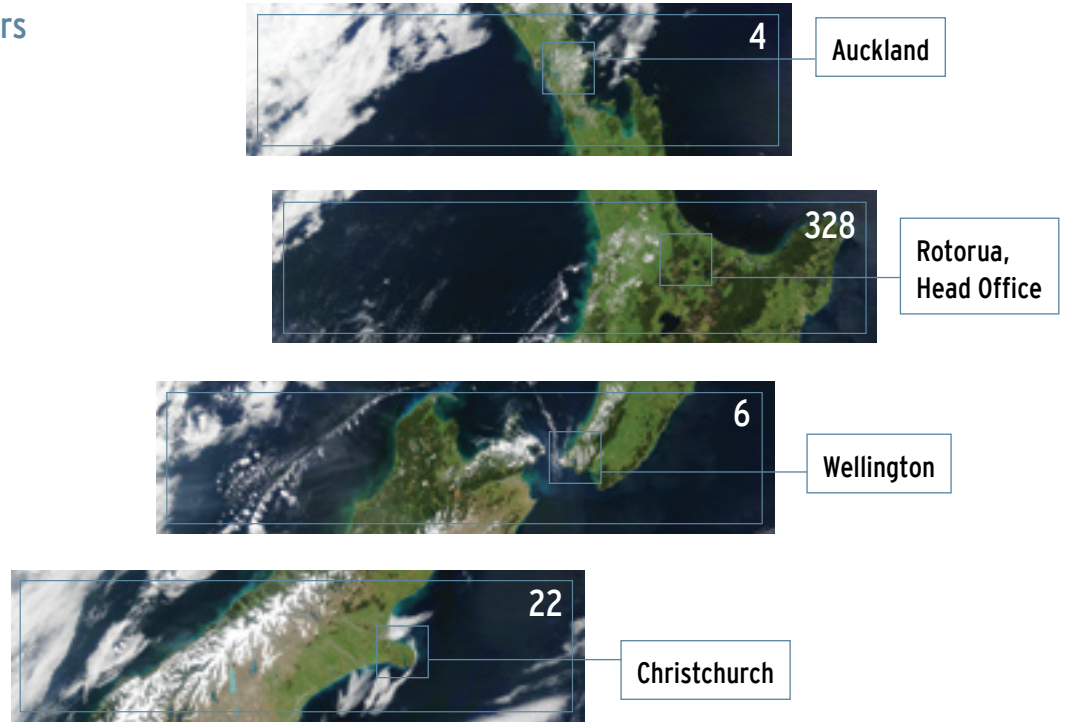 rs
4
Auckland
328
Rotorua,
Head Office
6
Wellington
22
Christchurch